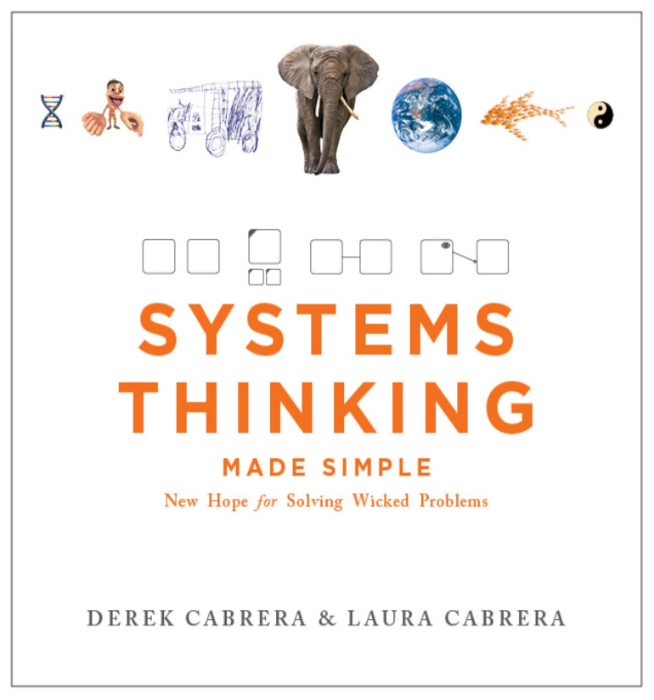 SYSTEMS
THINKING
MADE SIMPLE
New Hope for Solving Wicked Problems
DEREK CABRERA & LAURA CABRERA